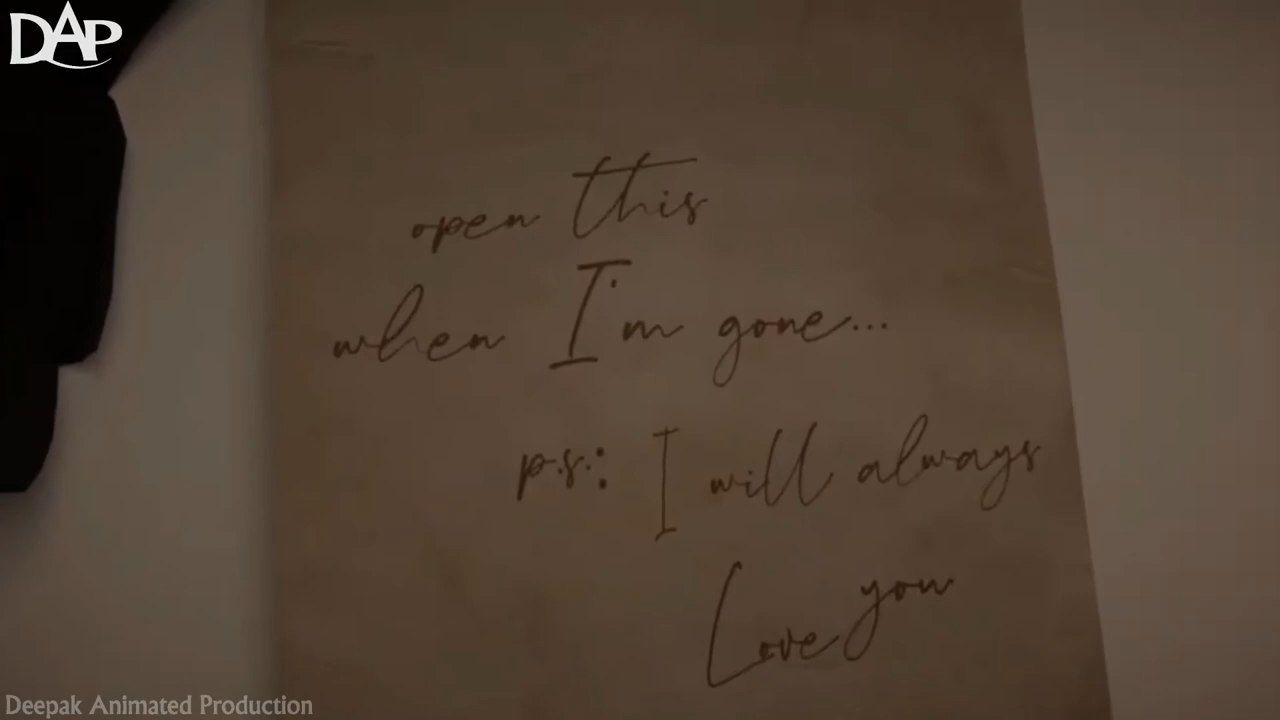 DAP
open this
when I'm gone...
p.s.: I will always
Love you
Deepak Animated Production